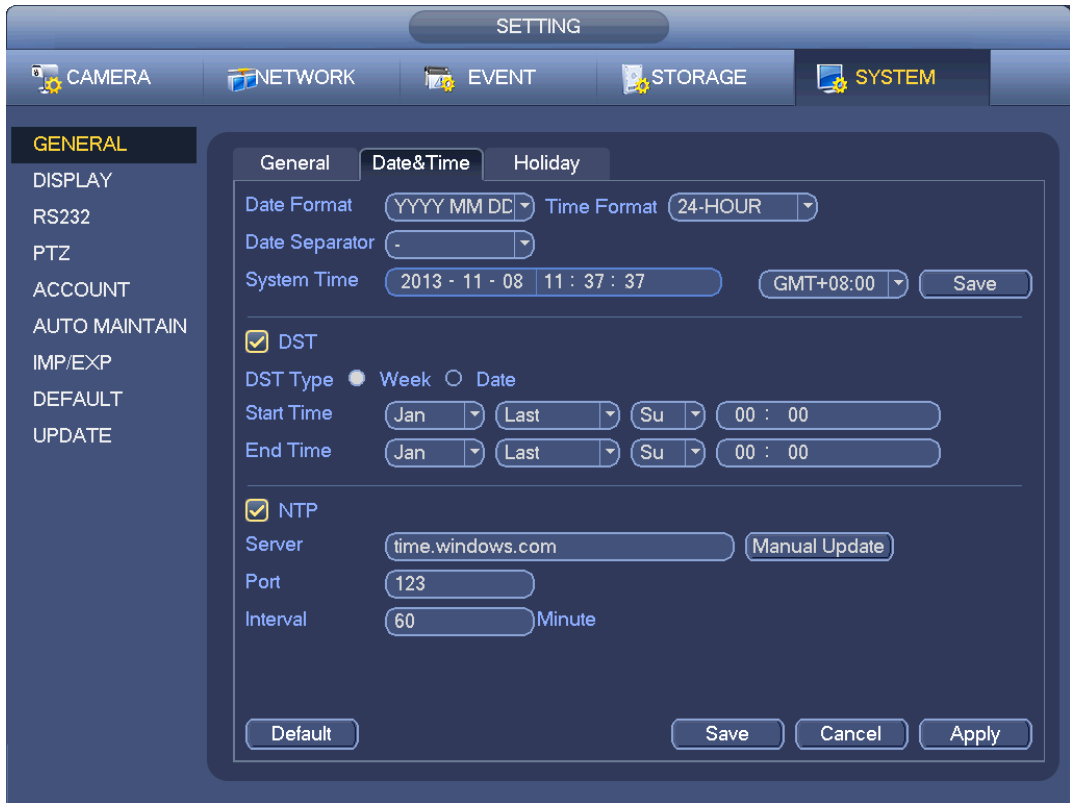 SETTING
CAMERA NETWORK EVENT STORAGE SYSTEM
GENERAL
DISPLAY
RS232
PTZ
ACCOUNT
AUTO MAINTAIN
IMP/EXP
DEFAULT
UPDATE
General Date&Time Holiday
Date Format YYYY MM DD Time Format 24-HOUR
Date Separator -
System Time 2013 - 11 - 08 11 : 37 : 37 GMT+08:00 Save
DST
DST Type Week Date
Start Time Jan Last Su 00 : 00
End Time Jan Last Su 00 : 00
NTP
Server time.windows.com Manual Update
Port 123
Interval 60 Minute
Default Save Cancel Apply